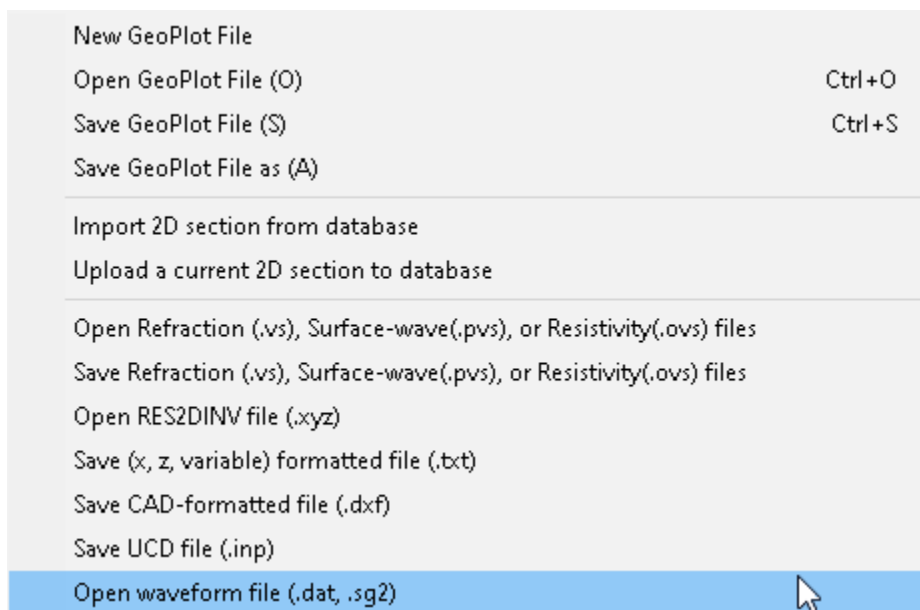 New GeoPlot File
Open GeoPlot File (O) Ctrl+O
Save GeoPlot File (S) Ctrl+S
Save GeoPlot File as (A)
Import 2D section from database
Upload a current 2D section to database
Open Refraction (.vs), Surface-wave(.pvs), or Resistivity(.ovs) files
Save Refraction (.vs), Surface-wave(.pvs), or Resistivity(.ovs) files
Open RES2DINV file (.xyz)
Save (x, z, variable) formatted file (.txt)
Save CAD-formatted file (.dxf)
Save UCD file (.inp)
Open waveform file (.dat, .sg2)